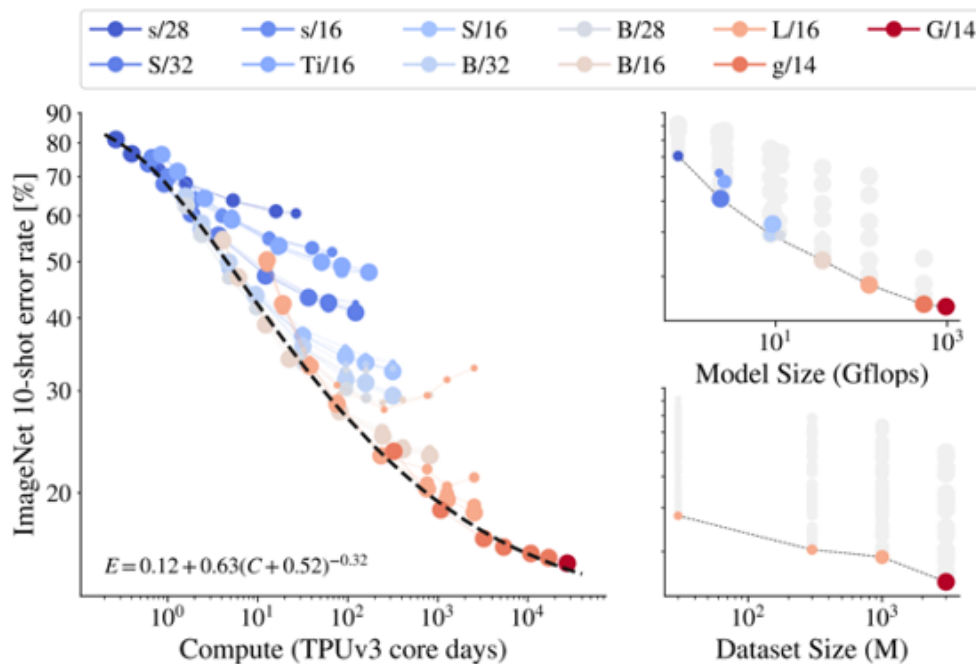 s/28 s/16 S/16 B/28 L/16 G/14
S/32 Ti/16 B/32 B/16 g/14
90
80
70
60
50
40
30
20
ImageNet 10-shot error rate [%]
E = 0.12 + 0.63(C + 0.52)^−0.32
10^0 10^1 10^2 10^3 10^4
Compute (TPUv3 core days)
10^1 10^3
Model Size (Gflops)
10^2 10^3
Dataset Size (M)